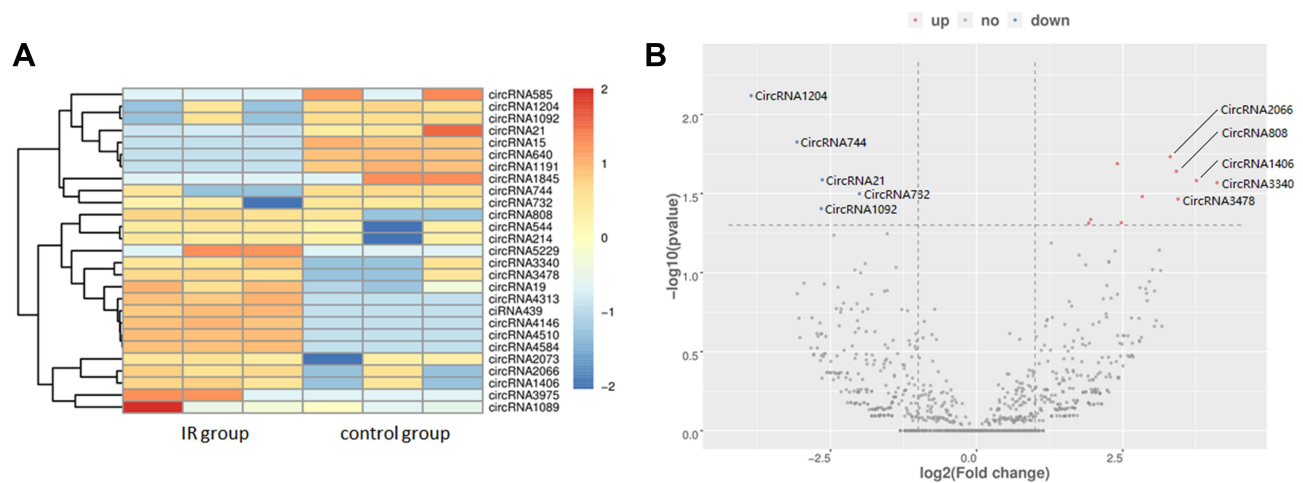 A
circRNA585
circRNA1204
circRNA1092
circRNA21
circRNA15
circRNA640
circRNA1191
circRNA1845
circRNA744
circRNA732
circRNA808
circRNA544
circRNA214
circRNA5229
circRNA3340
circRNA3478
circRNA19
circRNA4313
ciRNA439
circRNA4146
circRNA4510
circRNA4584
circRNA2073
circRNA2066
circRNA1406
circRNA3975
circRNA1089
2
1
0
−1
−2
IR group
control group
B
up no down
CircRNA1204
CircRNA744
CircRNA21
CircRNA732
CircRNA1092
CircRNA2066
CircRNA808
CircRNA1406
CircRNA3340
CircRNA3478
−log10(pvalue)
2.0
1.5
1.0
0.5
0.0
−2.5 0.0 2.5
log2(Fold change)